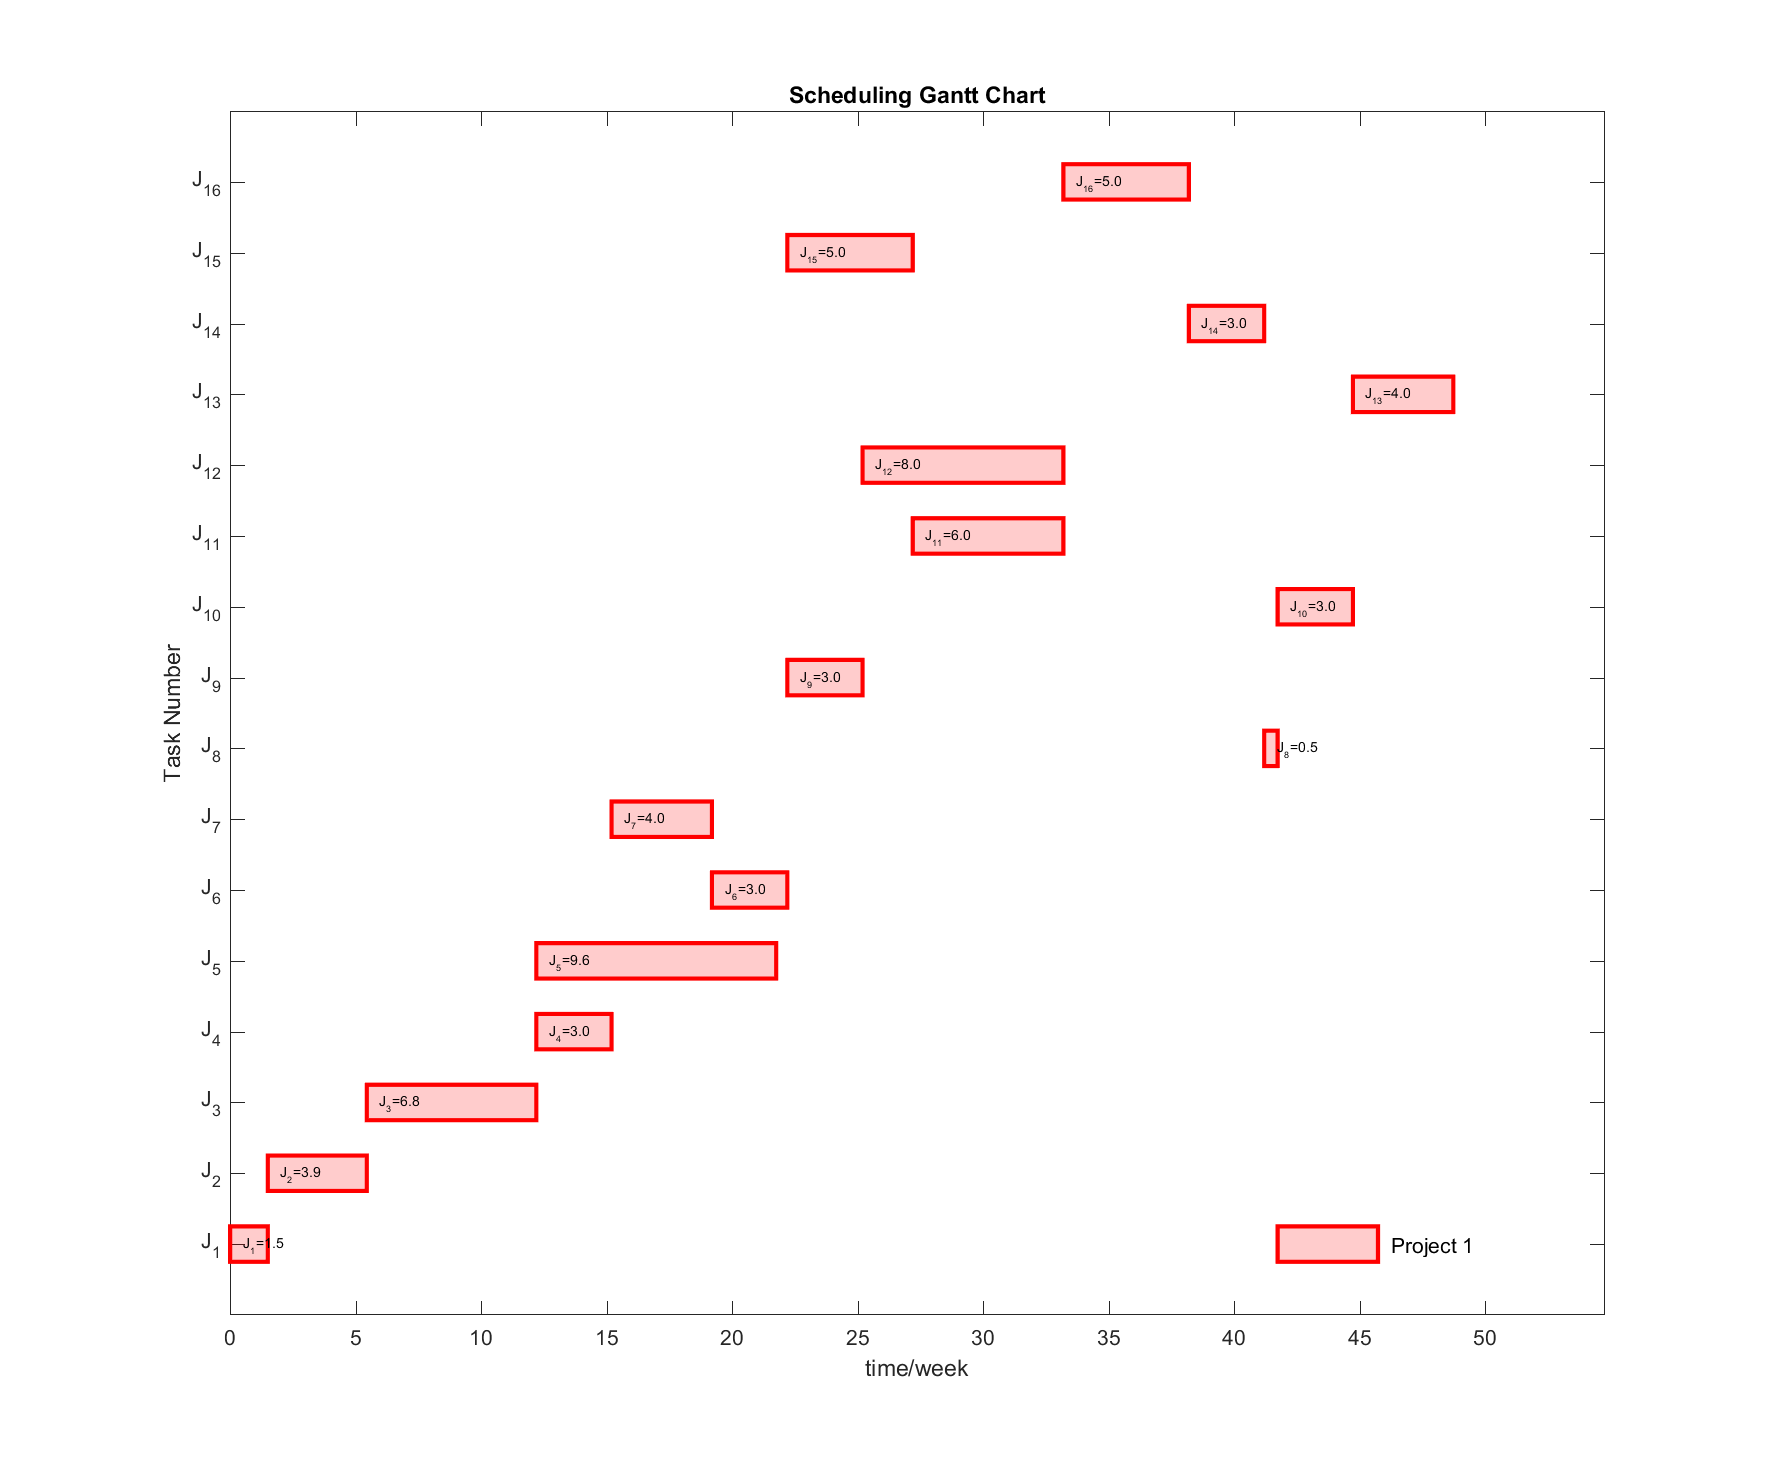 Scheduling Gantt Chart
J16
J16=5.0
J15
J15=5.0
J14
J14=3.0
J13
J13=4.0
J12
J12=8.0
J11
J11=6.0
J10
J10=3.0
J9
J9=3.0
J8
J8=0.5
J7
J7=4.0
J6
J6=3.0
J5
J5=9.6
J4
J4=3.0
J3
J3=6.8
J2
J2=3.9
J1
J1=1.5
Project 1
Task Number
0 5 10 15 20 25 30 35 40 45 50
time/week